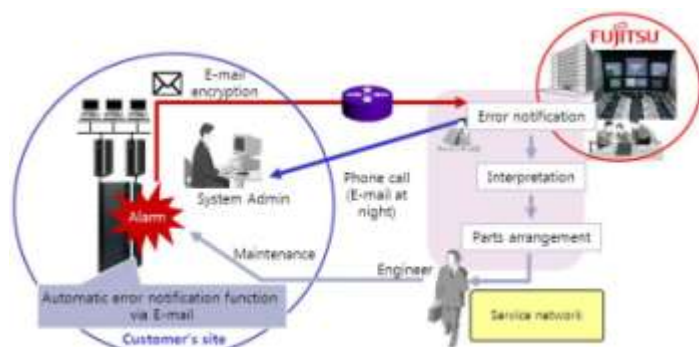 FUJITSU
E-mail
encryption
Error notification
Interpretation
Parts arrangement
Phone call
(E-mail at
night)
System Admin
Alarm
Maintenance
Engineer
Automatic error notification function
via E-mail
Customer's site
Service network